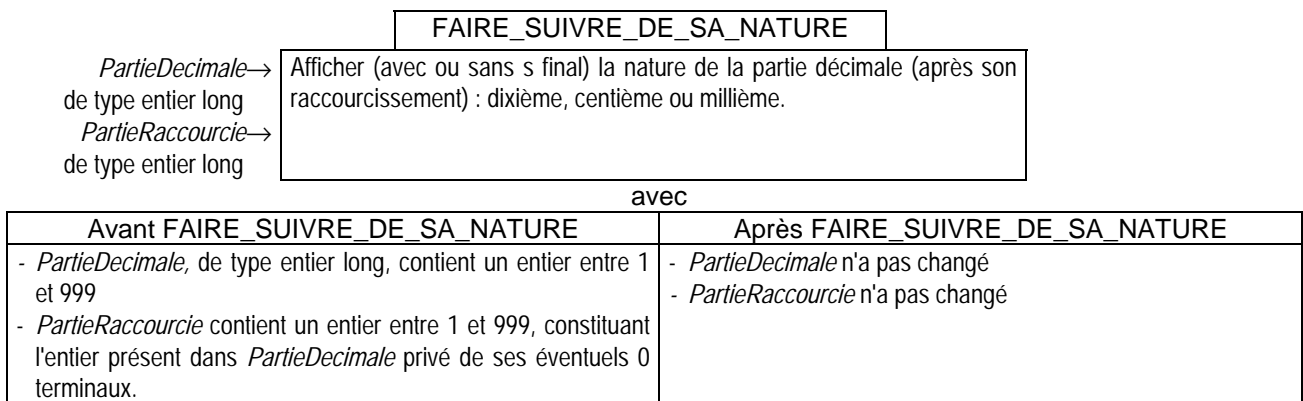 FAIRE_SUIVRE_DE_SA_NATURE
PartieDecimale→
de type entier long
PartieRaccourcie→
de type entier long
Afficher (avec ou sans s final) la nature de la partie décimale (après son
raccourcissement) : dixième, centième ou millième.
avec
Avant FAIRE_SUIVRE_DE_SA_NATURE
- PartieDecimale, de type entier long, contient un entier entre 1
et 999
- PartieRaccourcie contient un entier entre 1 et 999, constituant
l'entier présent dans PartieDecimale privé de ses éventuels 0
terminaux.
Après FAIRE_SUIVRE_DE_SA_NATURE
- PartieDecimale n'a pas changé
- PartieRaccourcie n'a pas changé